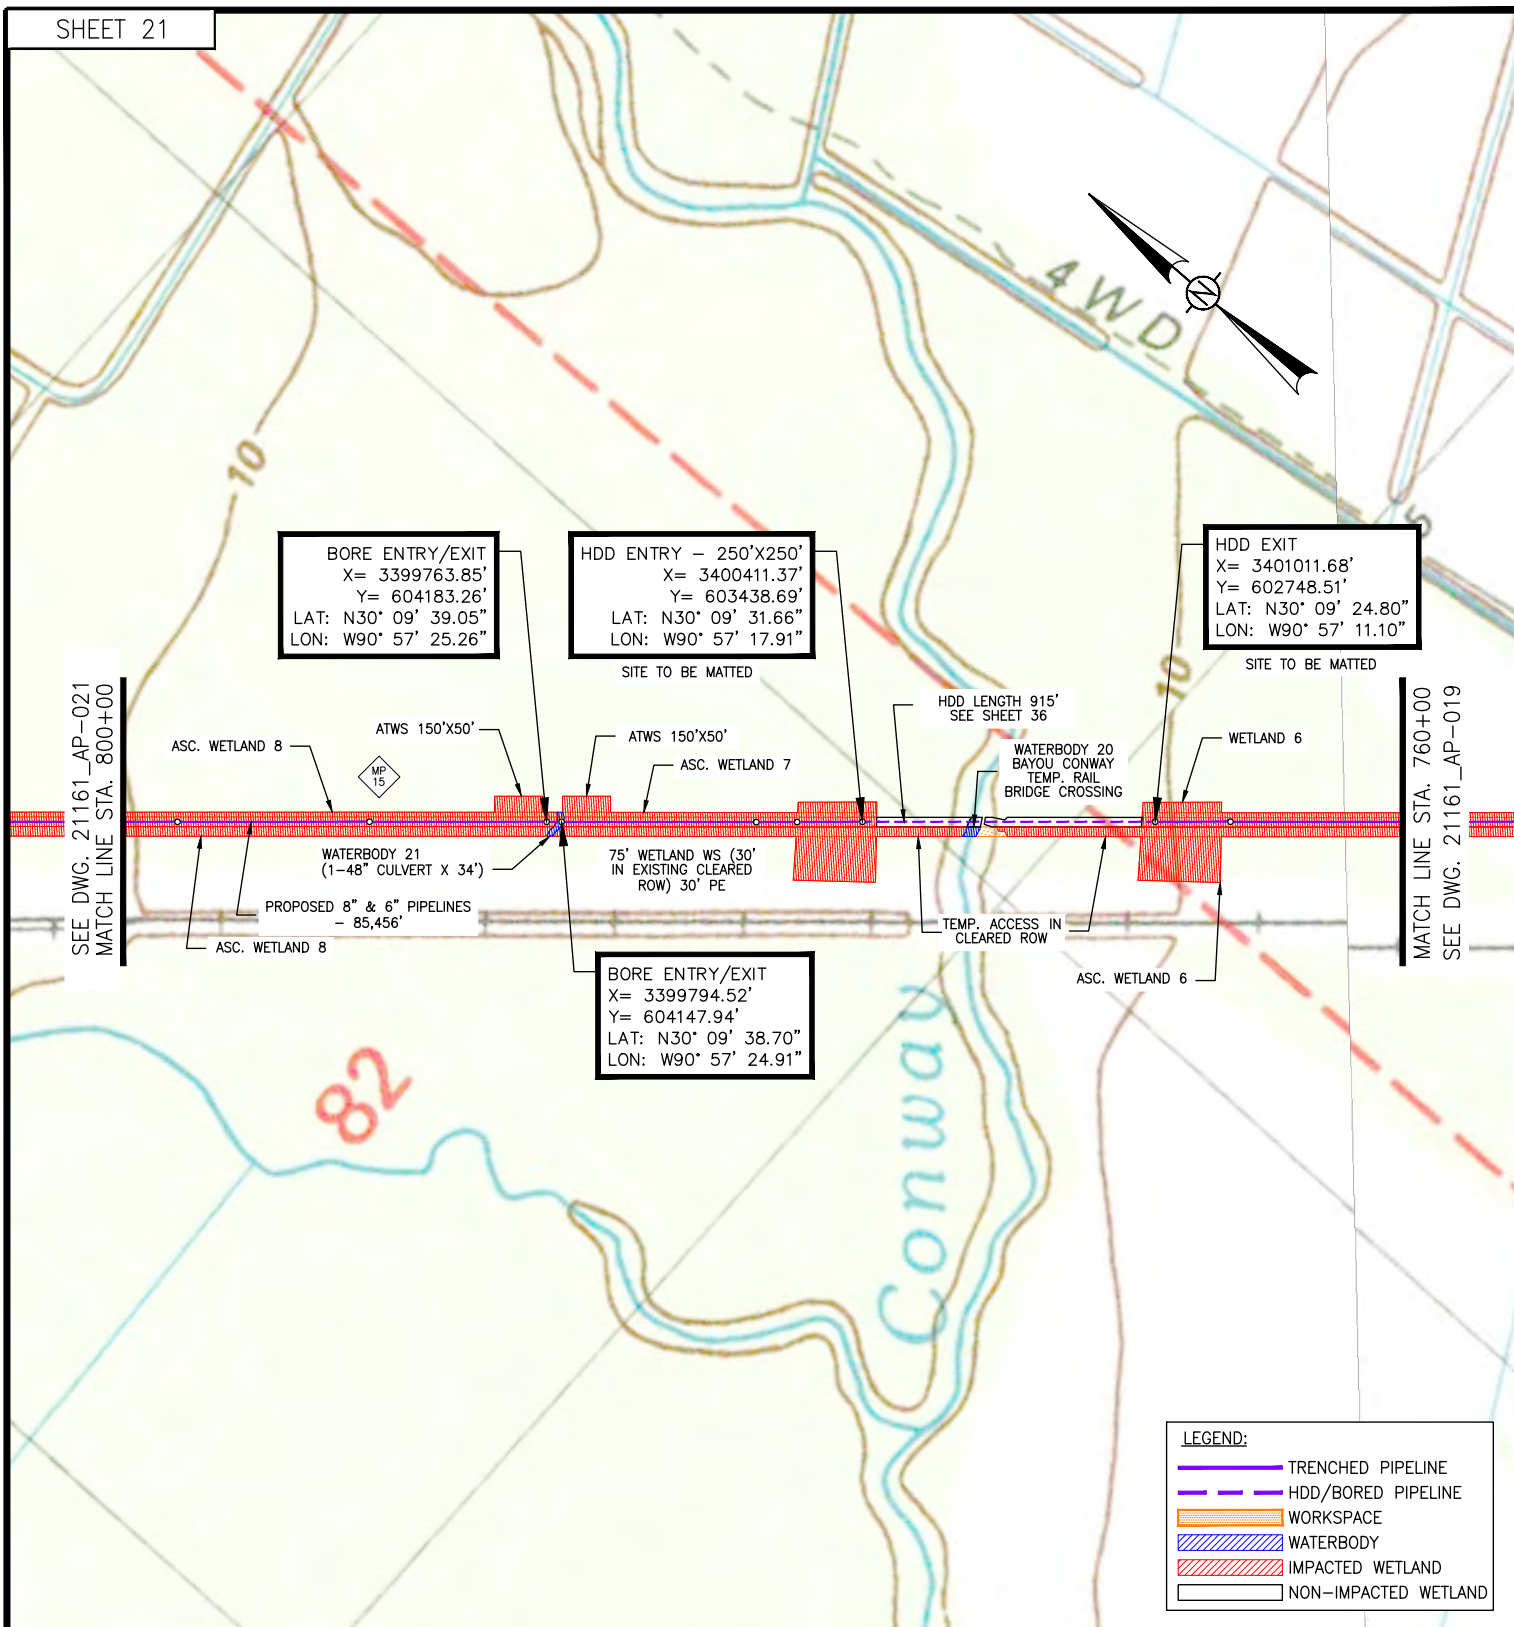 SHEET 21
4 W D
10
BORE ENTRY/EXIT
X= 3399763.85'
Y= 604183.26'
LAT: N30° 09' 39.05"
LON: W90° 57' 25.26"
HDD ENTRY - 250'X250'
X= 3400411.37'
Y= 603438.69'
LAT: N30° 09' 31.66"
LON: W90° 57' 17.91"
SITE TO BE MATTED
HDD EXIT
X= 3401011.68'
Y= 602748.51'
LAT: N30° 09' 24.80"
LON: W90° 57' 11.10"
SITE TO BE MATTED
10
SEE DWG. 21161_AP-021
MATCH LINE STA. 800+00
ASC. WETLAND 8
MP
15
ATWS 150'X50'
ATWS 150'X50'
ASC. WETLAND 7
HDD LENGTH 915'
SEE SHEET 36
WATERBODY 20
BAYOU CONWAY
TEMP. RAIL
BRIDGE CROSSING
WETLAND 6
MATCH LINE STA. 760+00
SEE DWG. 21161_AP-019
WATERBODY 21
(1-48" CULVERT X 34')
75' WETLAND WS (30'
IN EXISTING CLEARED
ROW) 30' PE
PROPOSED 8" & 6" PIPELINES
- 85,456'
ASC. WETLAND 8
TEMP. ACCESS IN
CLEARED ROW
ASC. WETLAND 6
BORE ENTRY/EXIT
X= 3399794.52'
Y= 604147.94'
LAT: N30° 09' 38.70"
LON: W90° 57' 24.91"
82
Conway
N
LEGEND:
TRENCHED PIPELINE
HDD/BORED PIPELINE
WORKSPACE
WATERBODY
IMPACTED WETLAND
NON-IMPACTED WETLAND